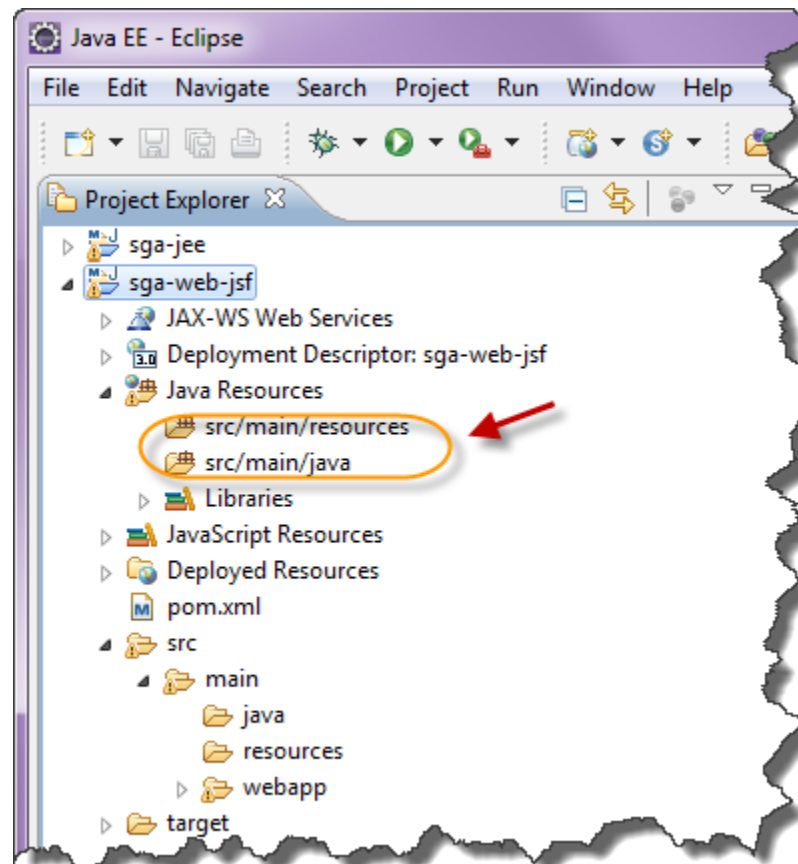 Java EE - Eclipse
File Edit Navigate Search Project Run Window Help
Project Explorer
sga-jee
sga-web-jsf
JAX-WS Web Services
3.0 Deployment Descriptor: sga-web-jsf
Java Resources
src/main/resources
src/main/java
Libraries
JavaScript Resources
Deployed Resources
M pom.xml
src
main
java
resources
webapp
target